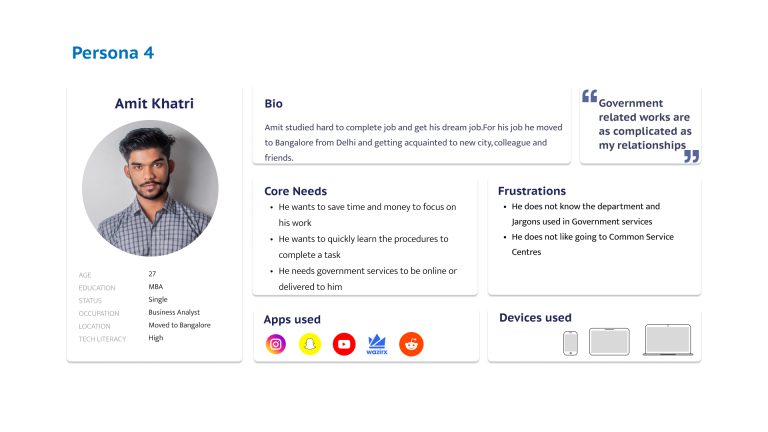 Persona 4
Amit Khatri
AGE 27
EDUCATION MBA
STATUS Single
OCCUPATION Business Analyst
LOCATION Moved to Bangalore
TECH LITERACY High
Bio
Amit studied hard to complete job and get his dream job.For his job he moved
to Bangalore from Delhi and getting acquainted to new city,colleague and
friends.
❝Government
related works are
as complicated as
my relationships❞
Core Needs
• He wants to save time and money to focus on
his work
• He wants to quickly learn the procedures to
complete a task
• He needs government services to be online or
delivered to him
Frustrations
• He does not know the department and
Jargons used in Government services
• He does not like going to Common Service
Centres
Apps used
wazirx
Devices used